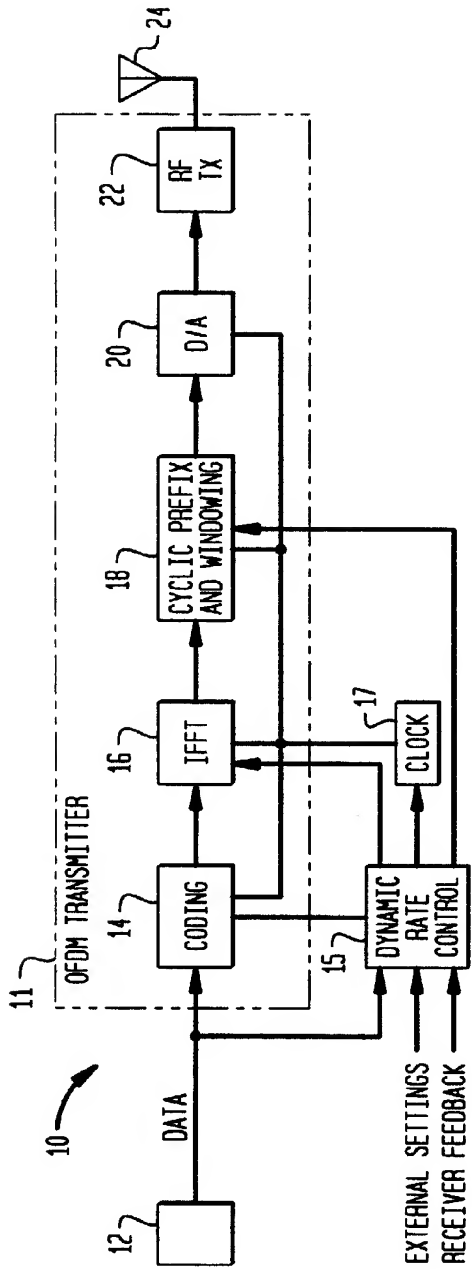 11
OFDM TRANSMITTER
10
12
DATA
14
CODING
16
IFFT
18
CYCLIC PREFIX
AND WINDOWING
20
D/A
22
RF
TX
24
15
DYNAMIC
RATE
CONTROL
17
CLOCK
EXTERNAL SETTINGS
RECEIVER FEEDBACK